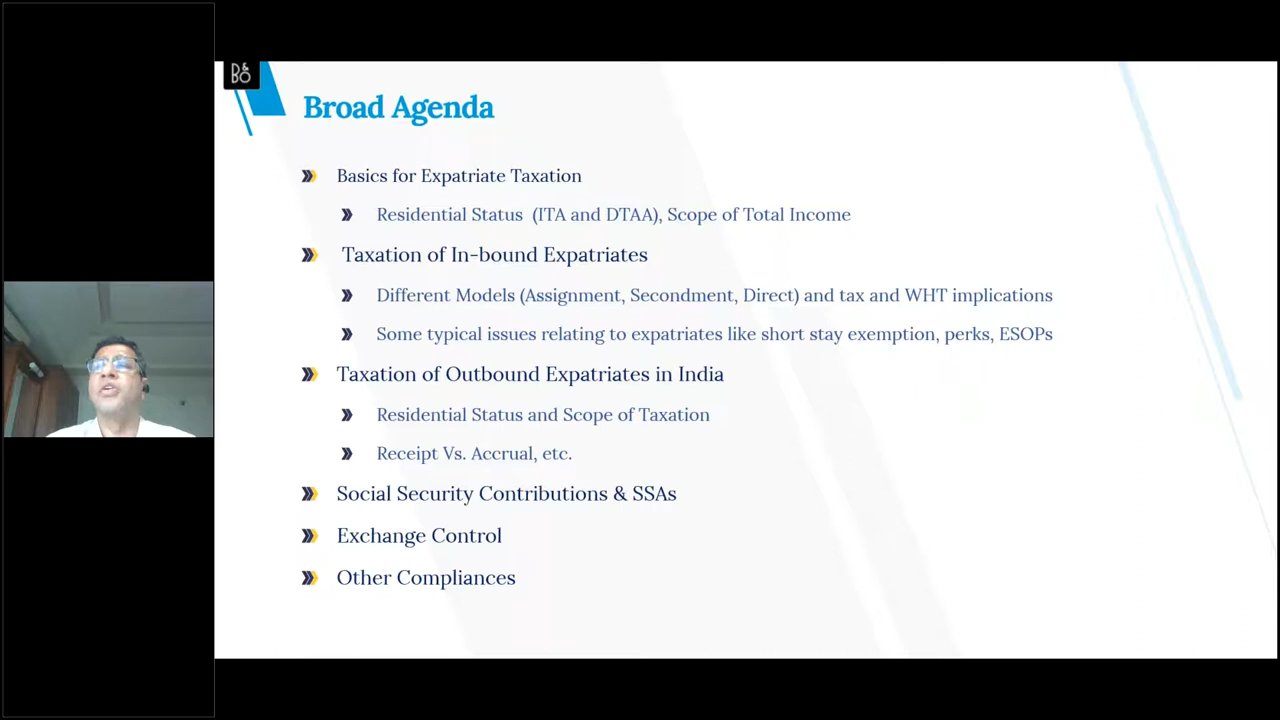 B&O
Broad Agenda
Basics for Expatriate Taxation
Residential Status (ITA and DTAA), Scope of Total Income
Taxation of In-bound Expatriates
Different Models (Assignment, Secondment, Direct) and tax and WHT implications
Some typical issues relating to expatriates like short stay exemption, perks, ESOPs
Taxation of Outbound Expatriates in India
Residential Status and Scope of Taxation
Receipt Vs. Accrual, etc.
Social Security Contributions & SSAs
Exchange Control
Other Compliances